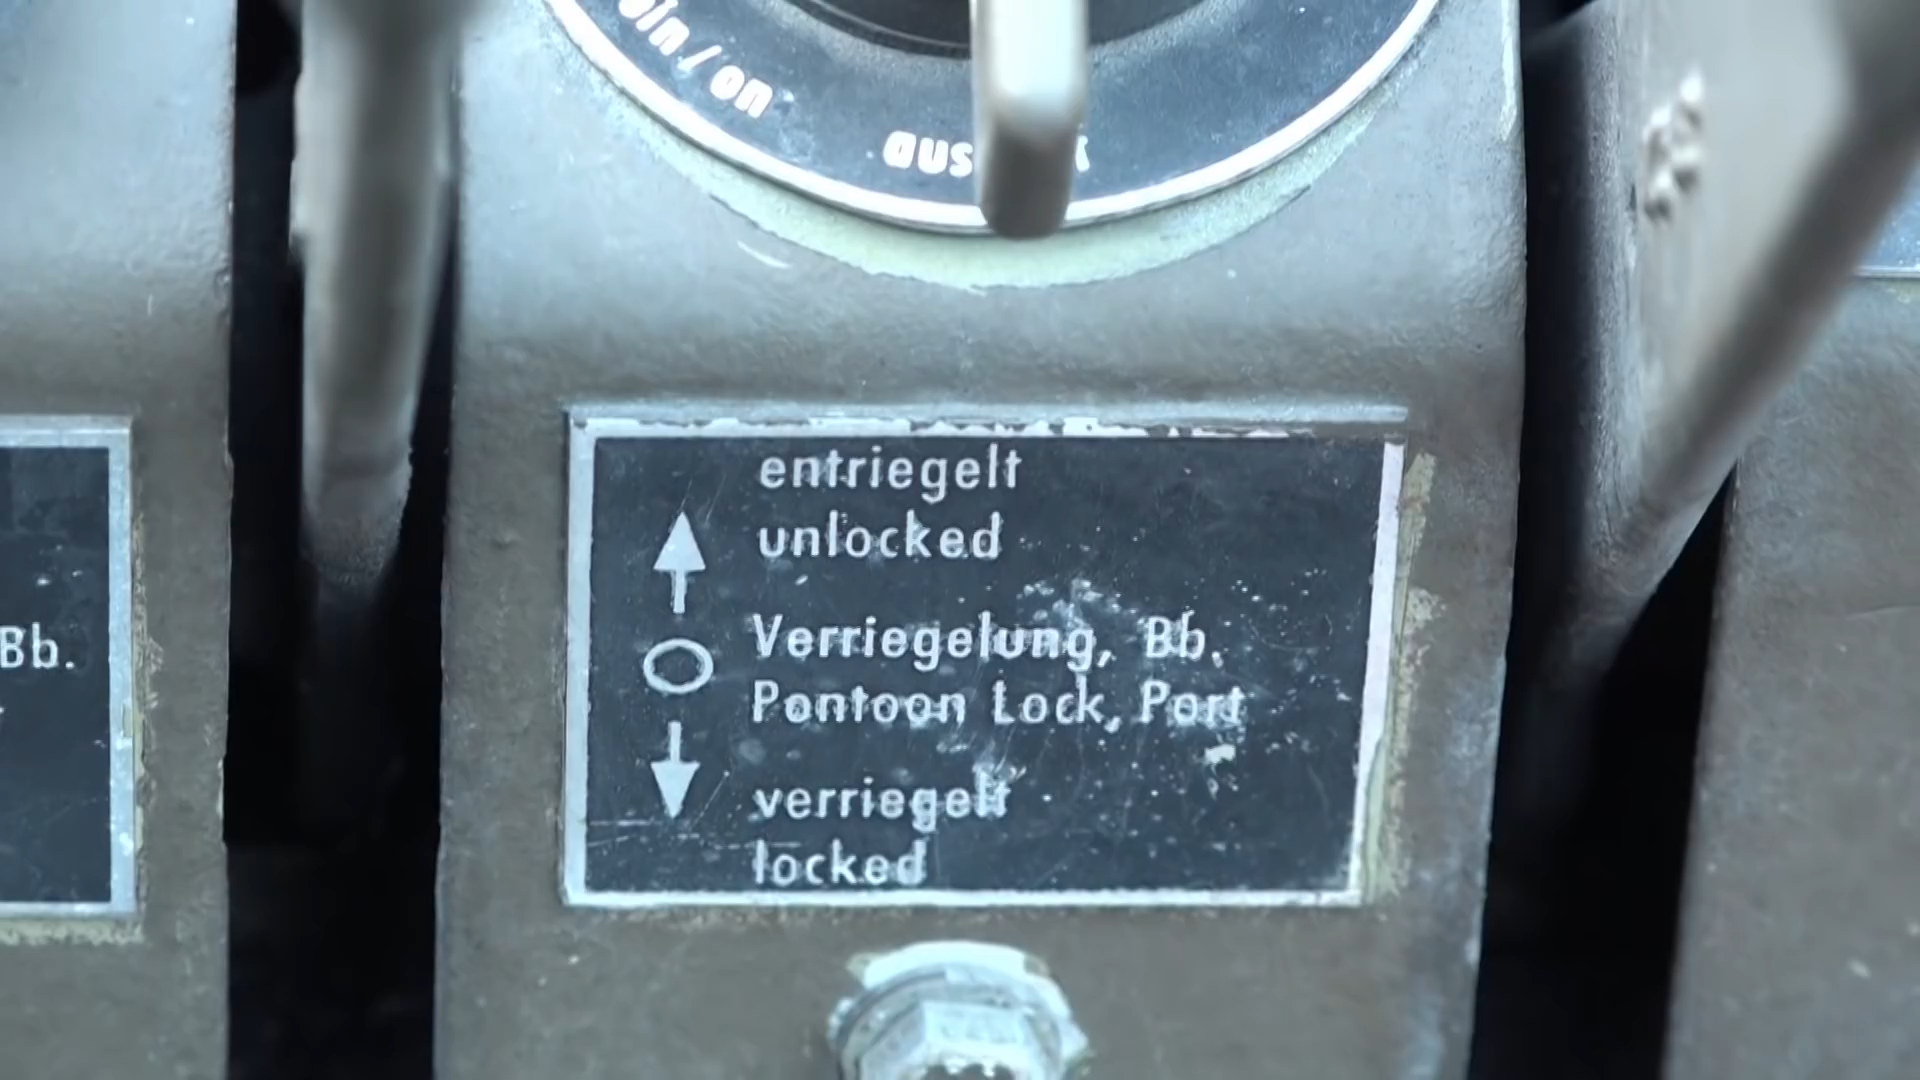 ein/on
aus
entriegelt
unlocked
Verriegelung, Bb.
Pontoon Lock, Port
verriegelt
locked
Bb.